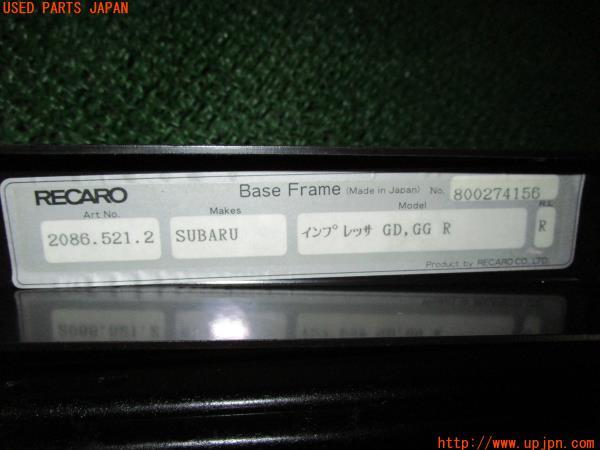 USED PARTS JAPAN
RECARO Base Frame (Made in Japan) No. 800274156
Art No. Makes Model R.L
2086.521.2 SUBARU インプレッサ GD,GG R R
Product by RECARO CO., LTD.
http://www.upjpn.com/